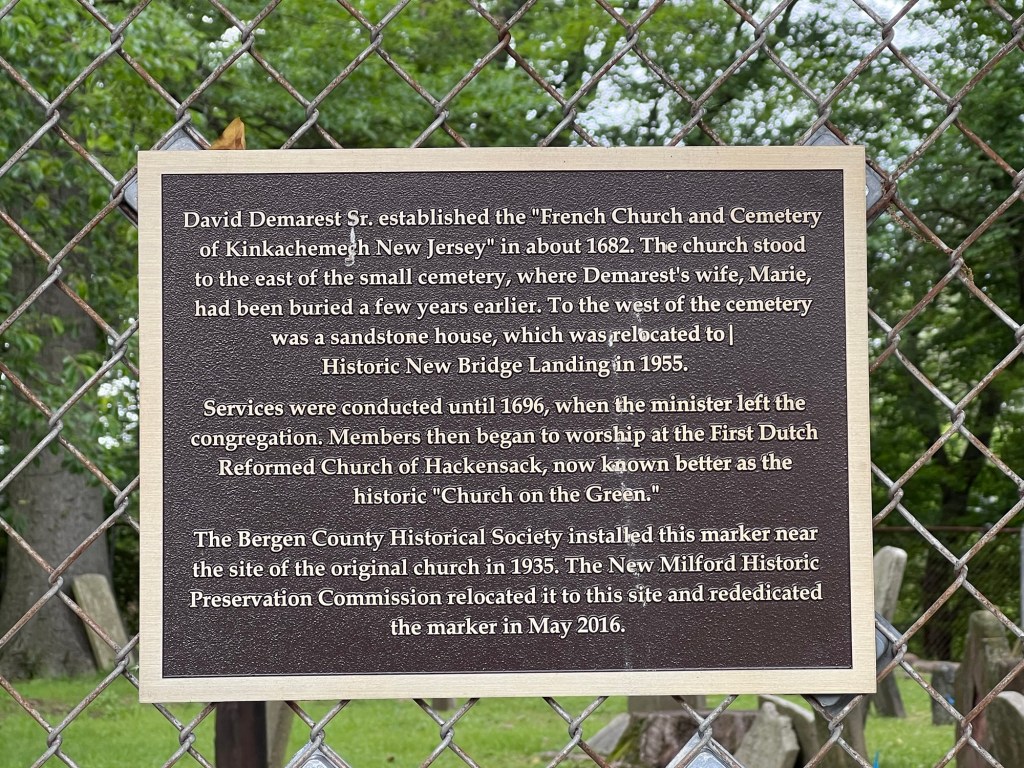 David Demarest Sr. established the "French Church and Cemetery
of Kinkachemegh New Jersey" in about 1682. The church stood
to the east of the small cemetery, where Demarest's wife, Marie,
had been buried a few years earlier. To the west of the cemetery
was a sandstone house, which was relocated to|
Historic New Bridge Landing in 1955.
Services were conducted until 1696, when the minister left the
congregation. Members then began to worship at the First Dutch
Reformed Church of Hackensack, now known better as the
historic "Church on the Green."
The Bergen County Historical Society installed this marker near
the site of the original church in 1935. The New Milford Historic
Preservation Commission relocated it to this site and rededicated
the marker in May 2016.